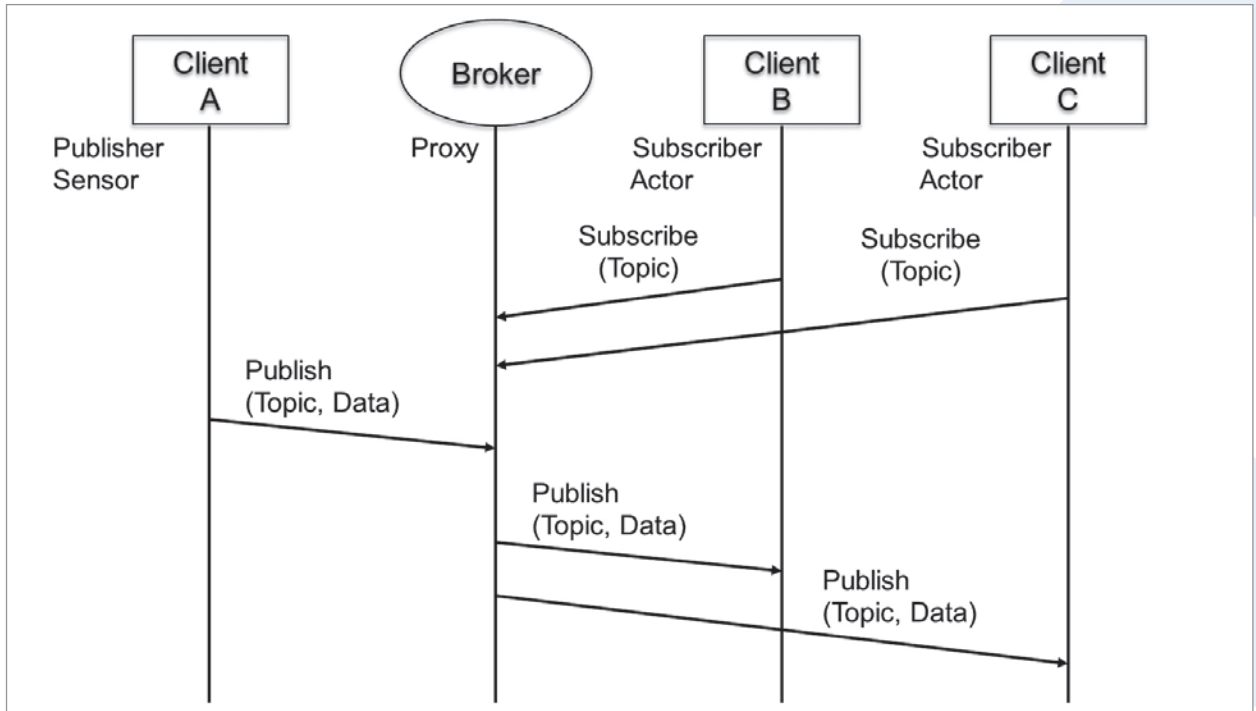 Client
A
Broker
Client
B
Client
C
Publisher
Sensor
Proxy
Subscriber
Actor
Subscriber
Actor
Subscribe
(Topic)
Subscribe
(Topic)
Publish
(Topic, Data)
Publish
(Topic, Data)
Publish
(Topic, Data)